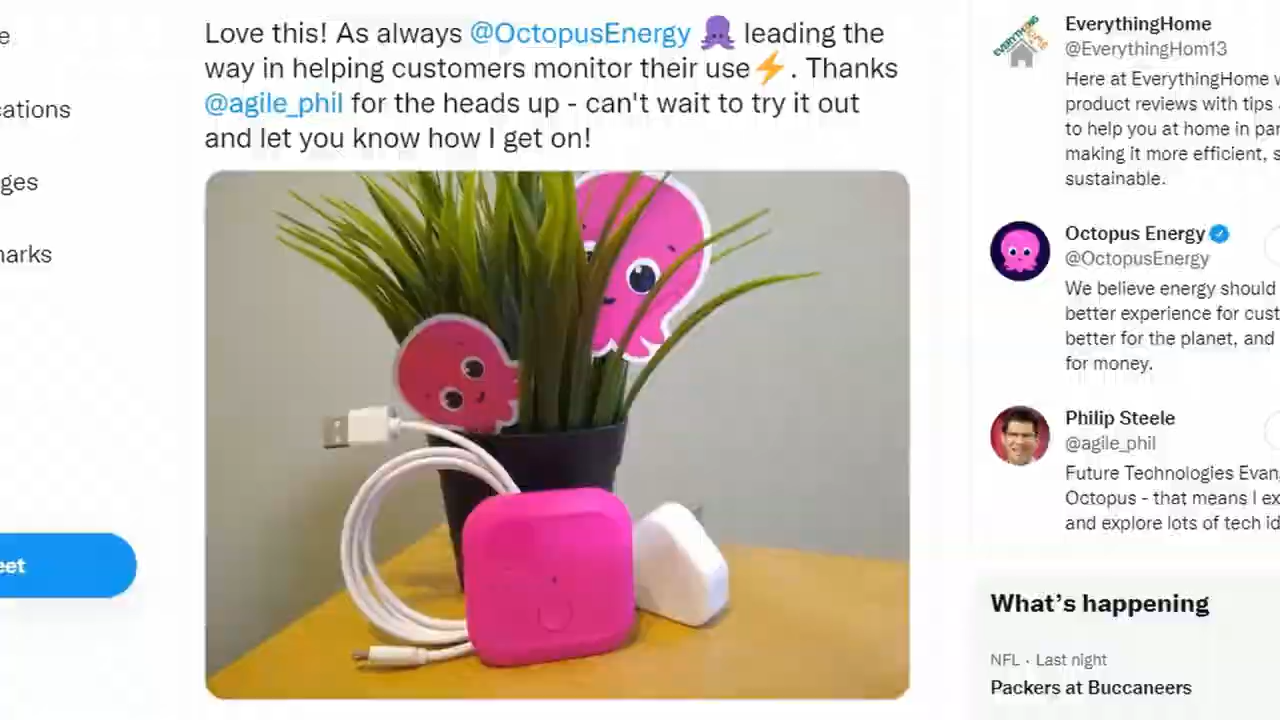 Love this! As always @OctopusEnergy 🐙 leading the
way in helping customers monitor their use⚡. Thanks
@agile_phil for the heads up - can't wait to try it out
and let you know how I get on!
e
cations
ges
narks
eet
EverythingHome
@EverythingHom13
Here at EverythingHome w
product reviews with tips
to help you at home in par
making it more efficient, s
sustainable.
Octopus Energy
@OctopusEnergy
We believe energy should
better experience for cust
better for the planet, and
for money.
Philip Steele
@agile_phil
Future Technologies Evan
Octopus - that means I ex
and explore lots of tech id
What's happening
NFL · Last night
Packers at Buccaneers